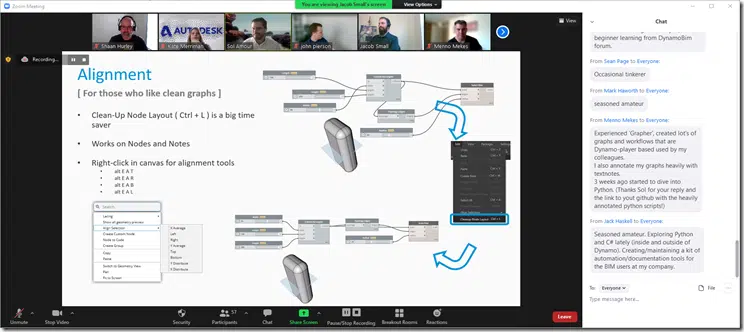 Zoom Meeting
You are viewing Jacob Small's screen
View Options
View
AUTODESK
Shaan Hurley
Kate Merriman
Sol Amour
john pierson
Jacob Small
Menno Mekes
Recording...
Alignment
[ For those who like clean graphs ]
• Clean-Up Node Layout ( Ctrl + L ) is a big time
saver
• Works on Nodes and Notes
• Right-click in canvas for alignment tools
• alt E A T
• alt E A R
• alt E A B
• alt E A L
Search...
Lacing
Show all geometry preview
Align Selection
Create Custom Node
Node to Code
Create Group
Copy
Paste
Switch to Geometry View
Pan
Fit to Screen
X Average
Left
Right
Y Average
Top
Bottom
Y Distribute
X Distribute
Cleanup Node Layout
Unmute
Stop Video
Security
Participants
57
Chat
Share Screen
Pause/Stop Recording
Breakout Rooms
Reactions
Leave
Chat
beginner learning from DynamoBim
forum.
From Sean Page to Everyone:
Occasional tinkerer
From Mark Haworth to Everyone:
seasoned amateur
From Menno Mekes to Everyone:
Experienced 'Grapher', created lot's of
graphs and workflows that are
Dynamo-player based used by my
colleagues.
I also annotate my graphs heavily with
textnotes.
3 weeks ago started to dive into
Python. (Thanks Sol for your reply and
the link to yout github with the heavily
annotated python scripts!)
From Jack Haskell to Everyone:
Seasoned amateur. Exploring Python
and C# lately (inside and outside of
Dynamo). Creating/maintaining a kit of
automation/documentation tools for
the BIM users at my company.
To:
Everyone
File
Type message here...